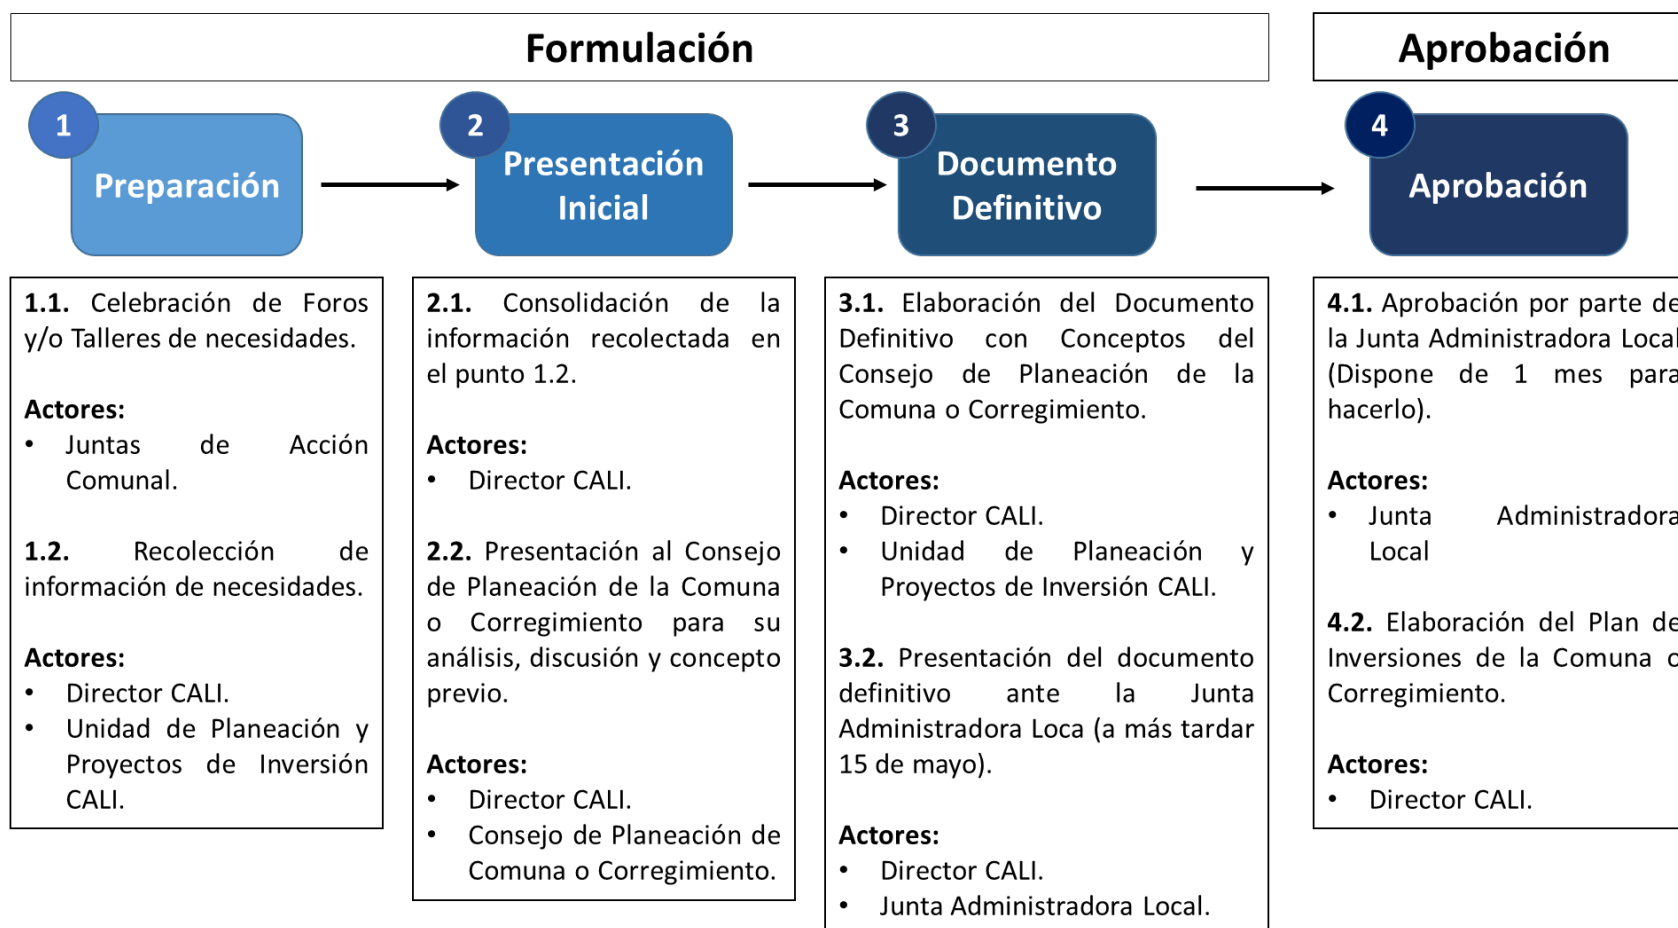 Formulación
Aprobación
1
Preparación
2
Presentación
Inicial
3
Documento
Definitivo
4
Aprobación
1.1. Celebración de Foros
y/o Talleres de necesidades.
Actores:
• Juntas de Acción
Comunal.
1.2. Recolección de
información de necesidades.
Actores:
• Director CALI.
• Unidad de Planeación y
Proyectos de Inversión
CALI.
2.1. Consolidación de la
información recolectada en
el punto 1.2.
Actores:
• Director CALI.
2.2. Presentación al Consejo
de Planeación de la Comuna
o Corregimiento para su
análisis, discusión y concepto
previo.
Actores:
• Director CALI.
• Consejo de Planeación de
Comuna o Corregimiento.
3.1. Elaboración del Documento
Definitivo con Conceptos del
Consejo de Planeación de la
Comuna o Corregimiento.
Actores:
• Director CALI.
• Unidad de Planeación y
Proyectos de Inversión CALI.
3.2. Presentación del documento
definitivo ante la Junta
Administradora Loca (a más tardar
15 de mayo).
Actores:
• Director CALI.
• Junta Administradora Local.
4.1. Aprobación por parte de
la Junta Administradora Local
(Dispone de 1 mes para
hacerlo).
Actores:
• Junta Administradora
Local
4.2. Elaboración del Plan de
Inversiones de la Comuna o
Corregimiento.
Actores:
• Director CALI.